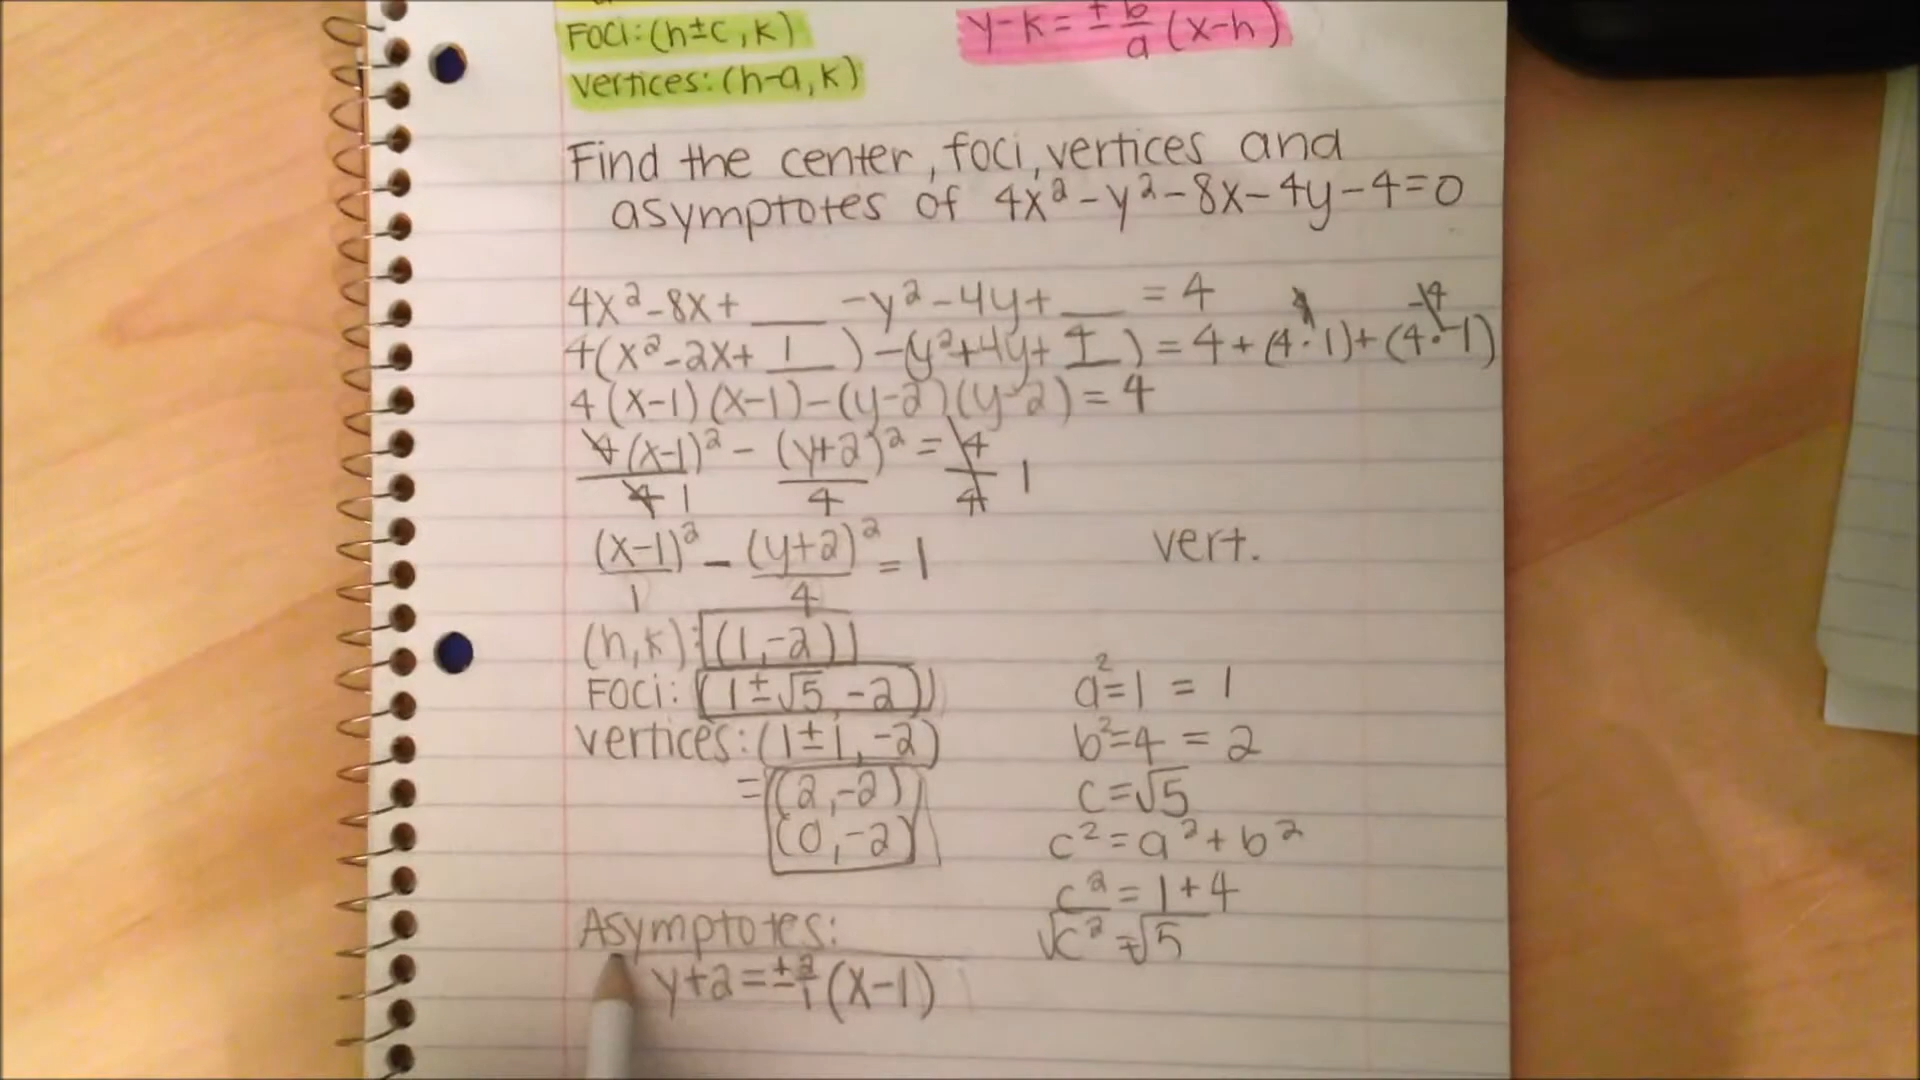 Foci: (h±c, k)
y-k = ± b/a (x-h)
vertices: (h-a, k)
Find the center, foci, vertices and
asymptotes of 4x²-y²-8x-4y-4=0
4x²-8x+ ___ -y²-4y+ ___ = 4
4(x²-2x+ 1 ) -(y²+4y+ 4 ) = 4+(4·1)+(4·-1)
4(x-1)(x-1)-(y-2)(y-2)=4
4(x-1)²/4 1 - (y+2)²/4 = 4/4 1
(x-1)²/1 - (y+2)²/4 = 1
vert.
(h,k): (1,-2)
Foci: (1±√5, -2)
vertices: (1±1, -2)
= (2,-2)
(0,-2)
a²=1 = 1
b²=4 = 2
c=√5
c²=a²+b²
c²=1+4
√c² = √5
Asymptotes:
y+2=± 2/1 (x-1)